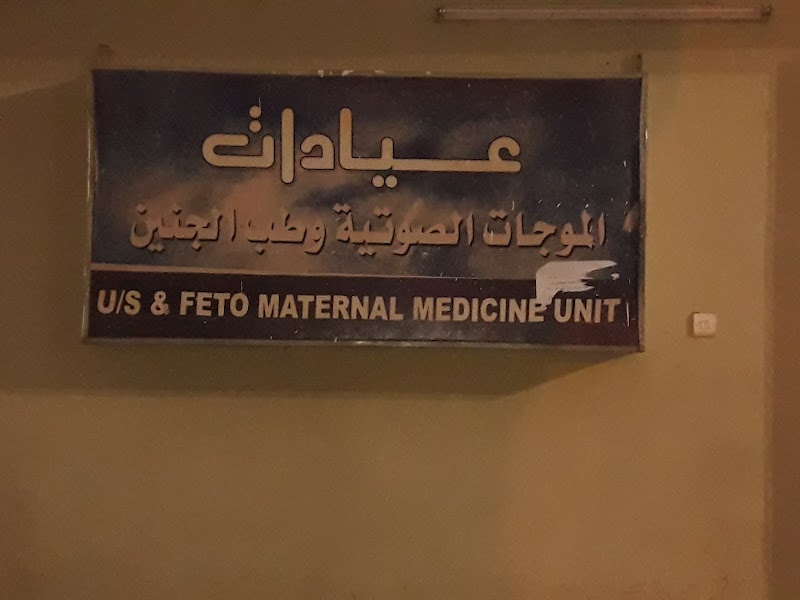 عيادات
الموجات الصوتية وطب الجنين
U/S & FETO MATERNAL MEDICINE UNIT